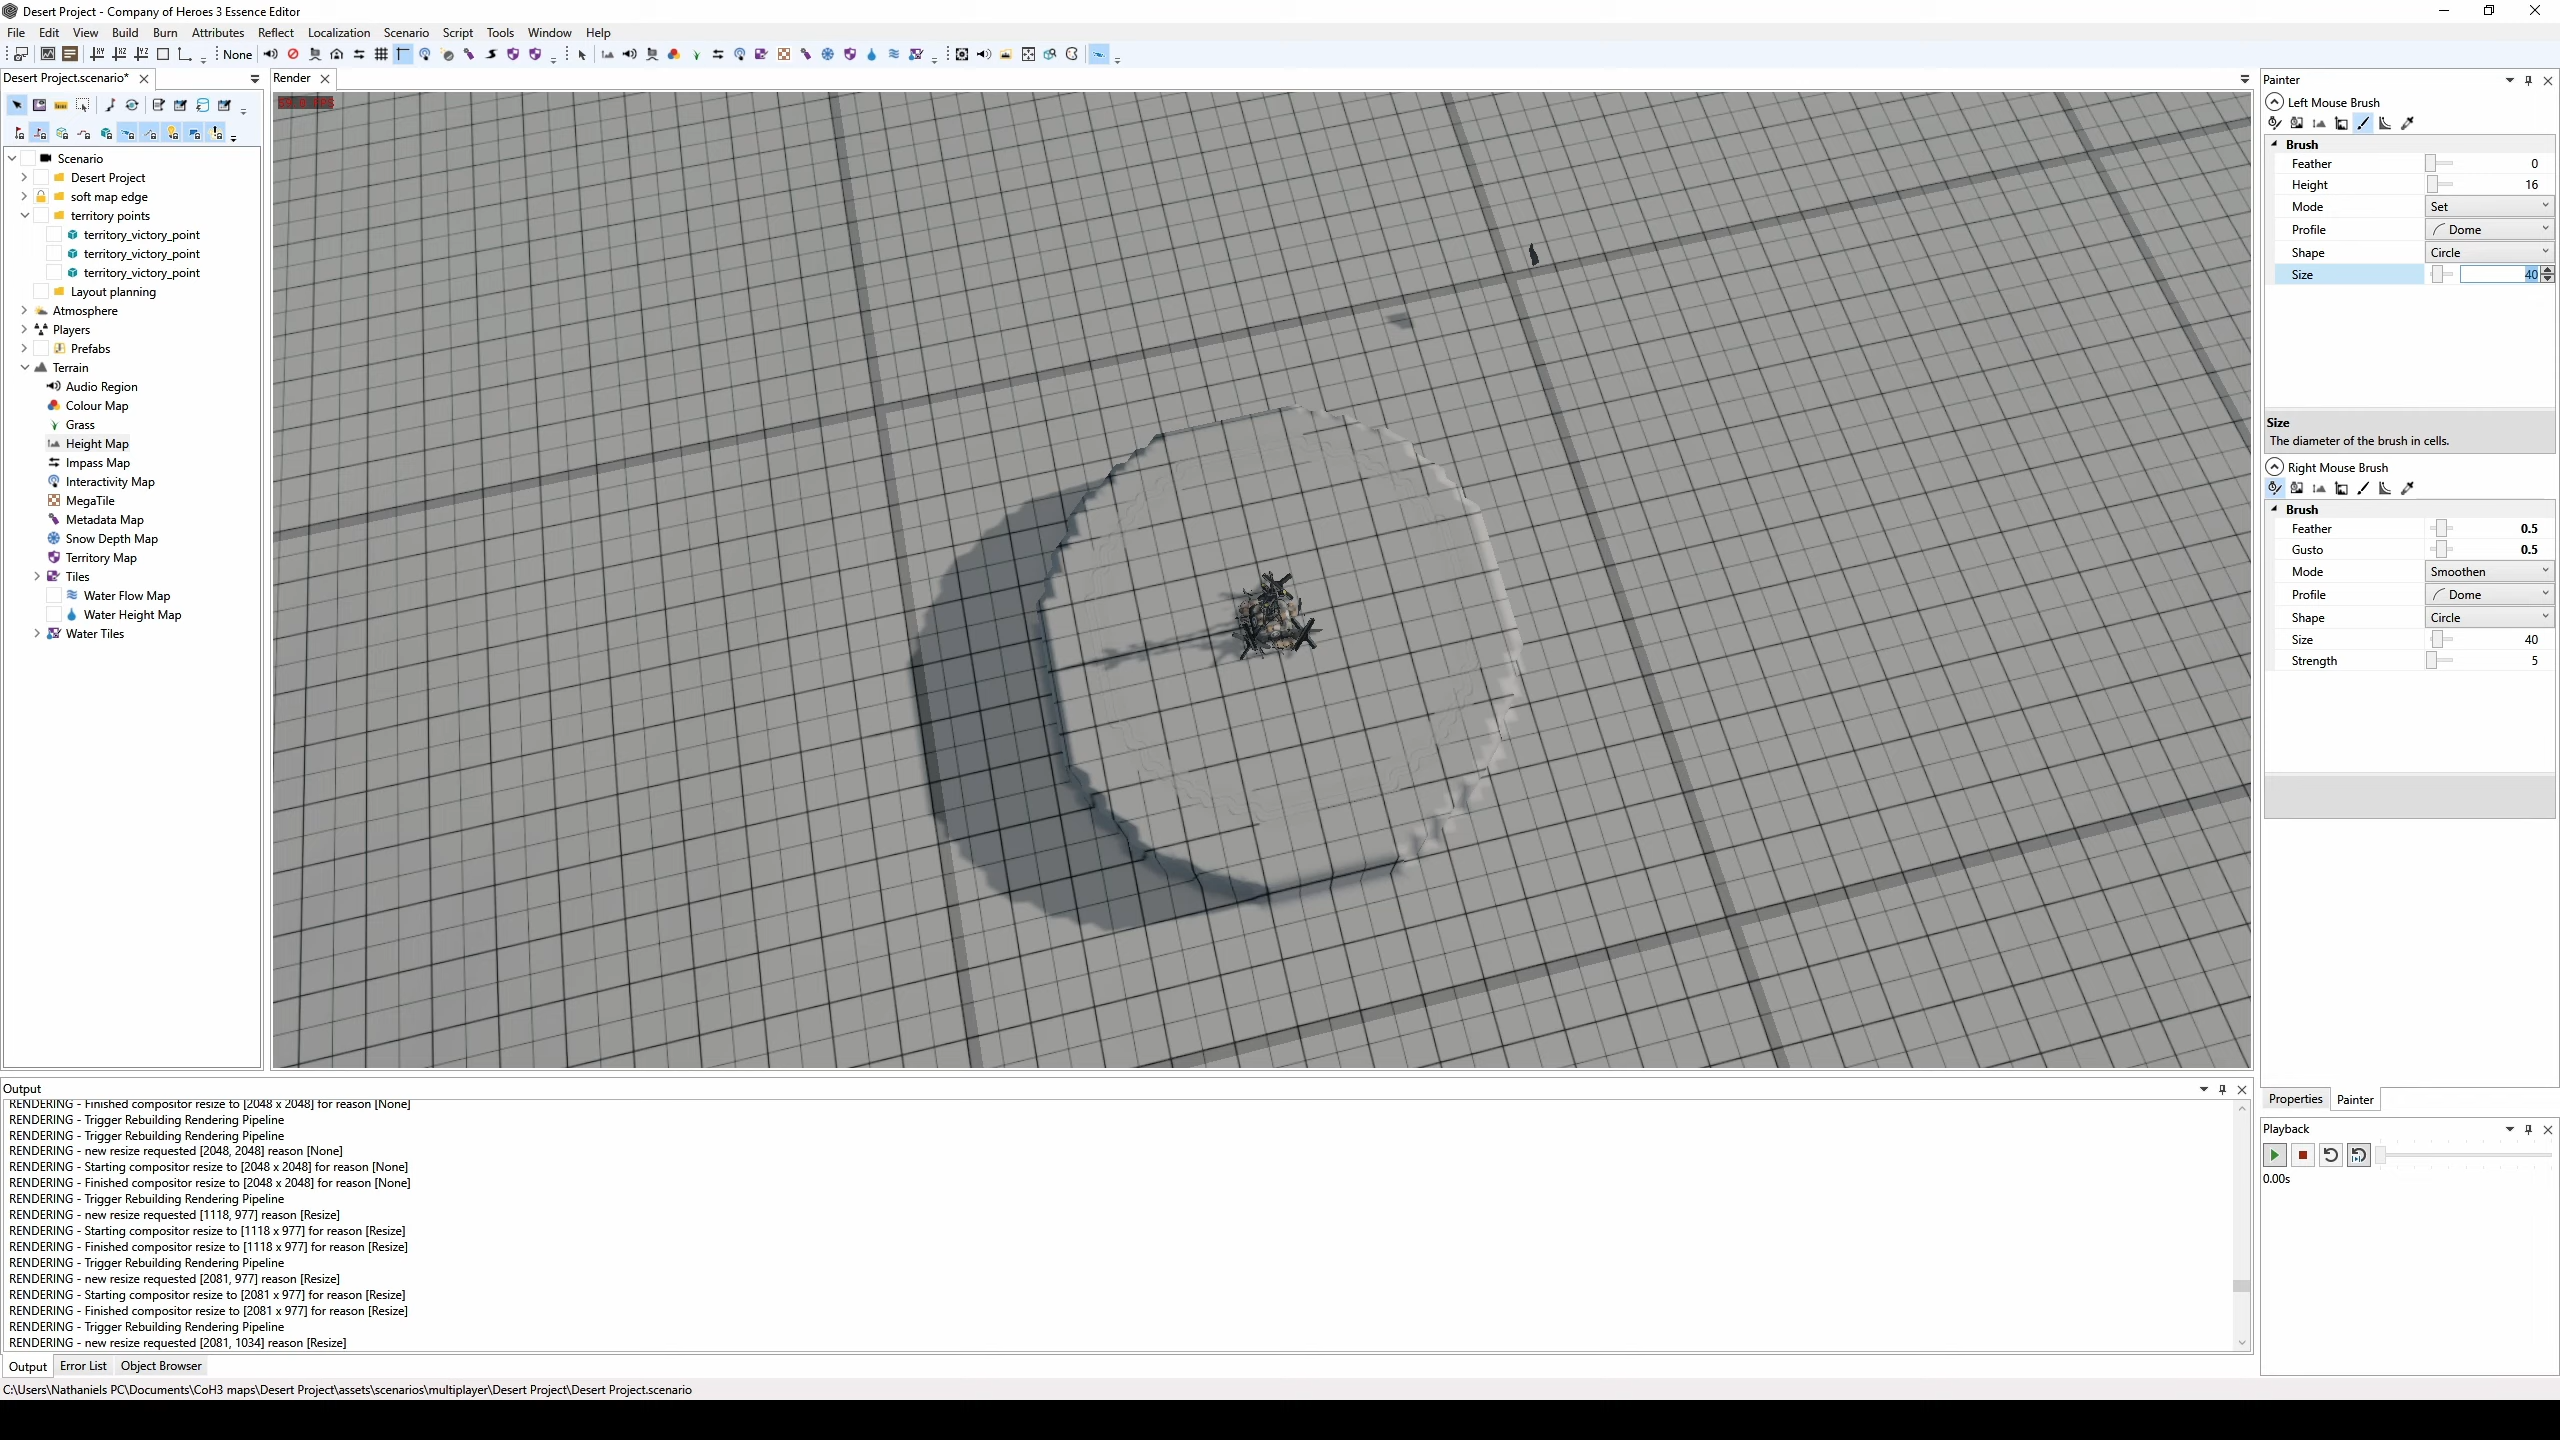 Desert Project - Company of Heroes 3 Essence Editor
File Edit View Build Burn Attributes Reflect Localization Scenario Script Tools Window Help
None
Desert Project.scenario*
Render
Scenario
Desert Project
soft map edge
territory points
territory_victory_point
territory_victory_point
territory_victory_point
Layout planning
Atmosphere
Players
Prefabs
Terrain
Audio Region
Colour Map
Grass
Height Map
Impass Map
Interactivity Map
MegaTile
Metadata Map
Snow Depth Map
Territory Map
Tiles
Water Flow Map
Water Height Map
Water Tiles
Painter
Left Mouse Brush
Brush
Feather 0
Height 16
Mode Set
Profile Dome
Shape Circle
Size 40
Size
The diameter of the brush in cells.
Right Mouse Brush
Brush
Feather 0.5
Gusto 0.5
Mode Smoothen
Profile Dome
Shape Circle
Size 40
Strength 5
Properties Painter
Playback
0.00s
Output
RENDERING - Finished compositor resize to [2048 x 2048] for reason [None]
RENDERING - Trigger Rebuilding Rendering Pipeline
RENDERING - Trigger Rebuilding Rendering Pipeline
RENDERING - new resize requested [2048, 2048] reason [None]
RENDERING - Starting compositor resize to [2048 x 2048] for reason [None]
RENDERING - Finished compositor resize to [2048 x 2048] for reason [None]
RENDERING - Trigger Rebuilding Rendering Pipeline
RENDERING - new resize requested [1118, 977] reason [Resize]
RENDERING - Starting compositor resize to [1118 x 977] for reason [Resize]
RENDERING - Finished compositor resize to [1118 x 977] for reason [Resize]
RENDERING - Trigger Rebuilding Rendering Pipeline
RENDERING - new resize requested [2081, 977] reason [Resize]
RENDERING - Starting compositor resize to [2081 x 977] for reason [Resize]
RENDERING - Finished compositor resize to [2081 x 977] for reason [Resize]
RENDERING - Trigger Rebuilding Rendering Pipeline
RENDERING - new resize requested [2081, 1034] reason [Resize]
Output Error List Object Browser
C:\Users\Nathaniels PC\Documents\CoH3 maps\Desert Project\assets\scenarios\multiplayer\Desert Project\Desert Project.scenario